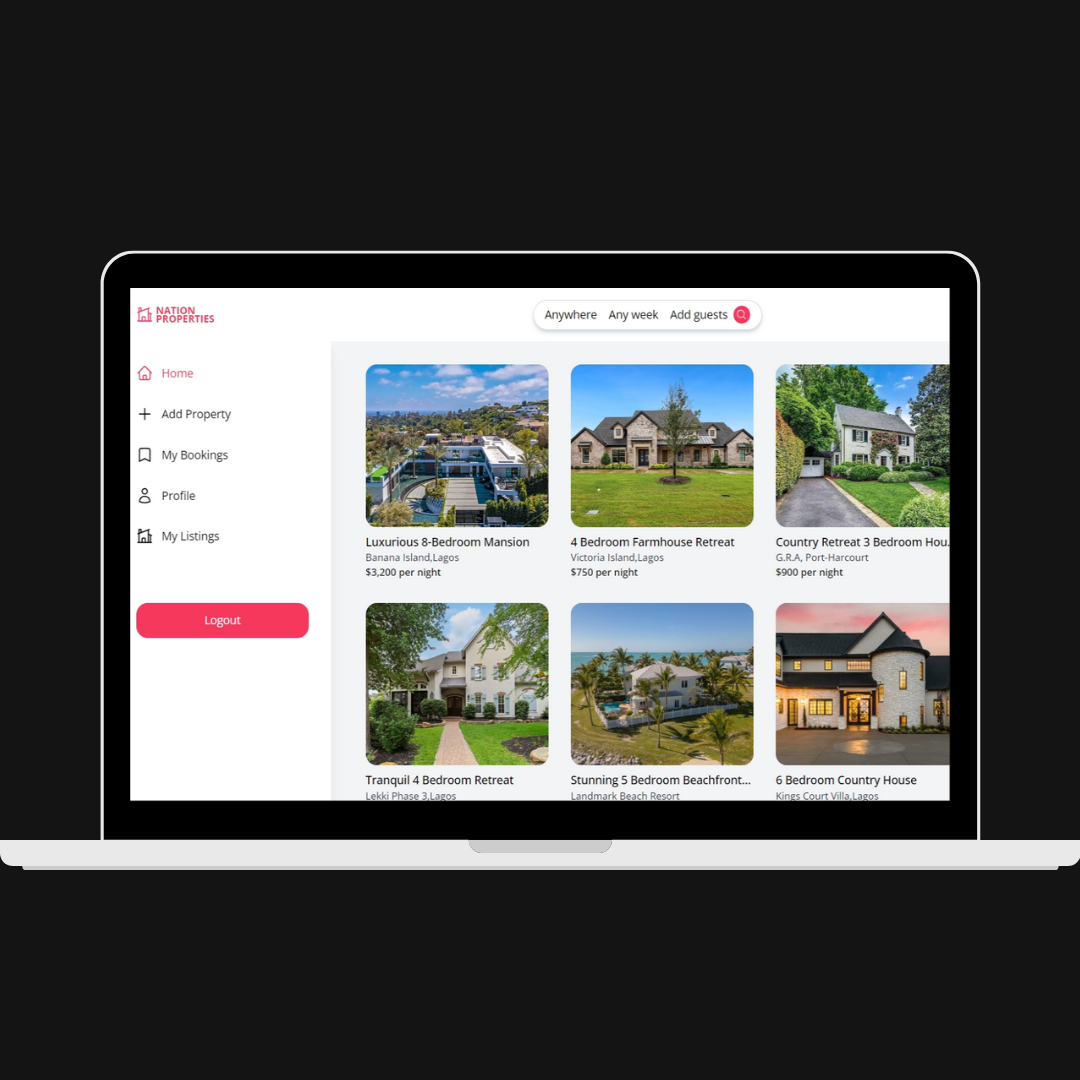 NATION
PROPERTIES
Anywhere Any week Add guests
Home
Add Property
My Bookings
Profile
My Listings
Logout
Luxurious 8-Bedroom Mansion
Banana Island,Lagos
$3,200 per night
4 Bedroom Farmhouse Retreat
Victoria Island,Lagos
$750 per night
Country Retreat 3 Bedroom Hou..
G.R.A, Port-Harcourt
$900 per night
Tranquil 4 Bedroom Retreat
Lekki Phase 3,Lagos
Stunning 5 Bedroom Beachfront...
Landmark Beach Resort
6 Bedroom Country House
Kings Court Villa,Lagos